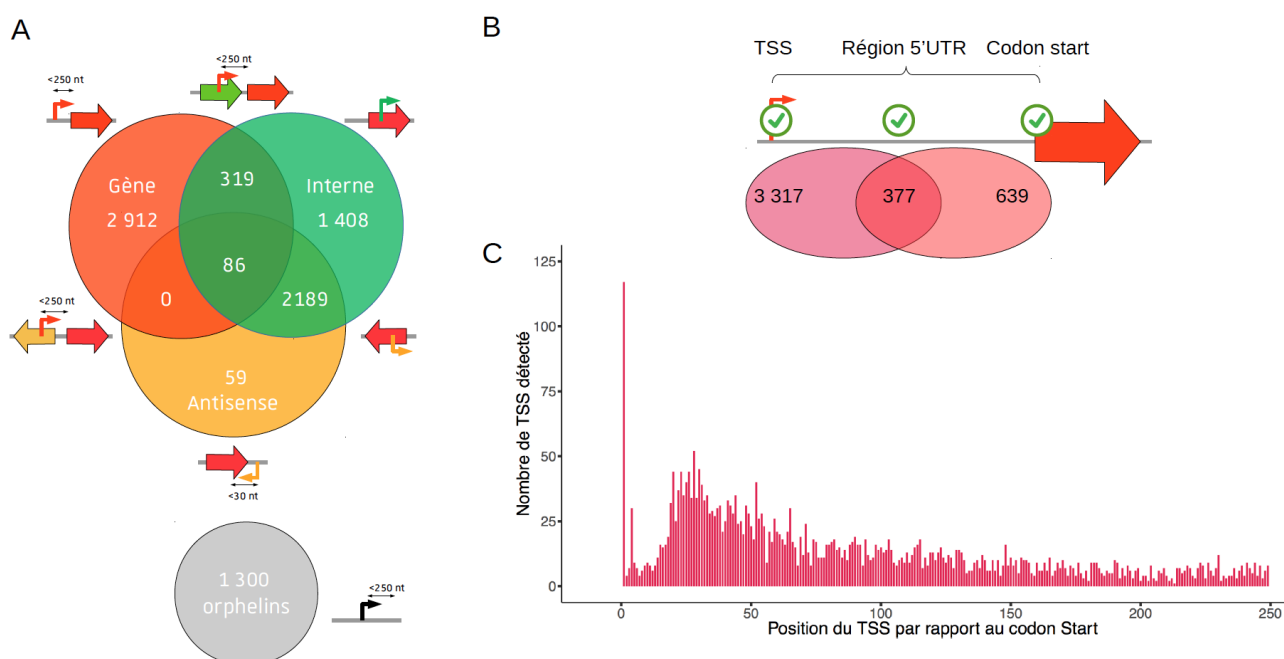 A
<250 nt
<250 nt
Gène
2 912
319
Interne
1 408
86
0
2189
<250 nt
59
Antisense
<30 nt
1 300
orphelins
<250 nt
B
TSS
Région 5'UTR
Codon start
3 317
377
639
C
Nombre de TSS détecté
125
100
75
50
25
0
0
50
100
150
200
250
Position du TSS par rapport au codon Start